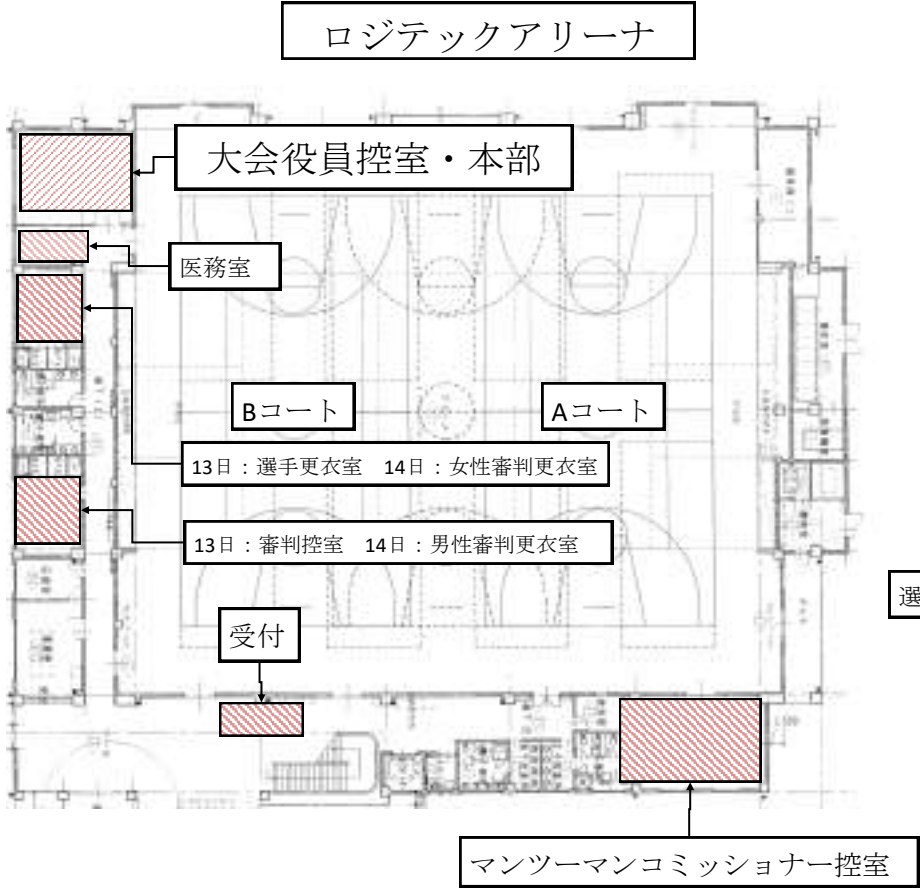 ロジテックアリーナ
大会役員控室・本部
医務室
Bコート
Aコート
13日：選手更衣室　14日：女性審判更衣室
13日：審判控室　14日：男性審判更衣室
選
受付
マンツーマンコミッショナー控室